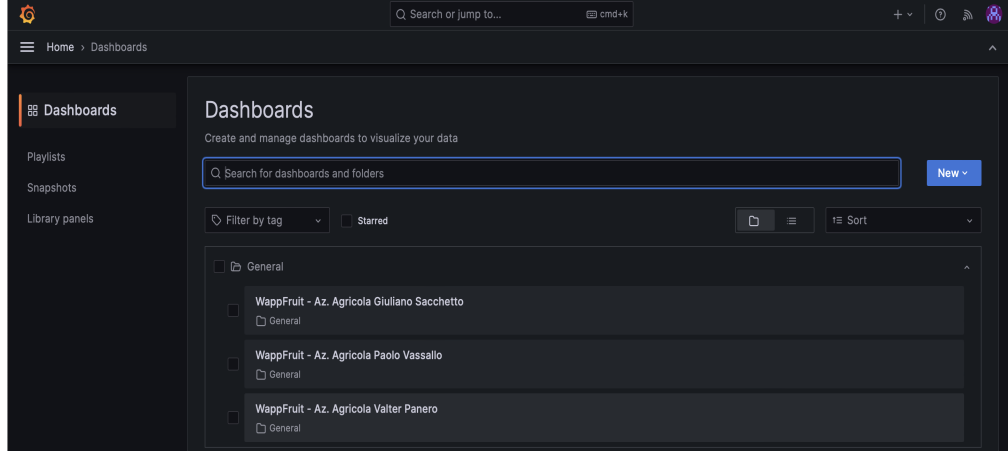 Search or jump to... cmd+k
Home › Dashboards
Dashboards
Playlists
Snapshots
Library panels
Dashboards
Create and manage dashboards to visualize your data
Search for dashboards and folders
New
Filter by tag
Starred
Sort
General
WappFruit - Az. Agricola Giuliano Sacchetto
General
WappFruit - Az. Agricola Paolo Vassallo
General
WappFruit - Az. Agricola Valter Panero
General